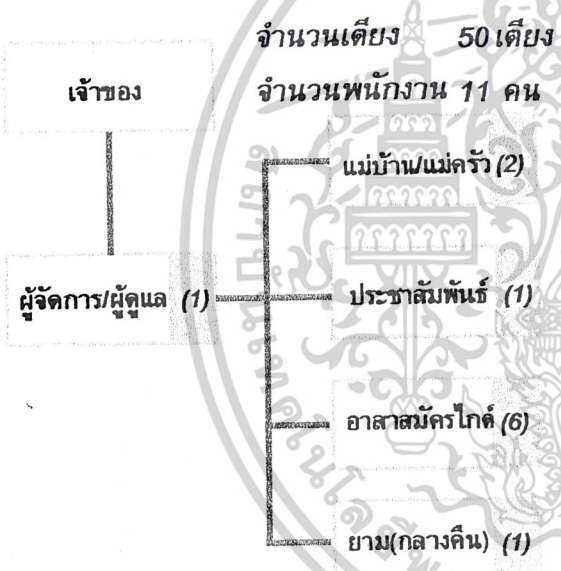 จำนวนเตียง 50 เตียง
จำนวนพนักงาน 11 คน
เจ้าของ
แม่บ้าน/แม่ครัว (2)
ผู้จัดการ/ผู้ดูแล (1)
ประชาสัมพันธ์ (1)
อาสาสมัครไกด์ (6)
ยาม(กลางคืน) (1)